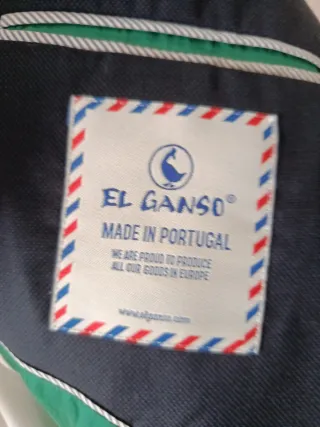 EL GANSO®
MADE IN PORTUGAL
WE ARE PROUD TO PRODUCE
ALL OUR GOODS IN EUROPE
www.elganso.com